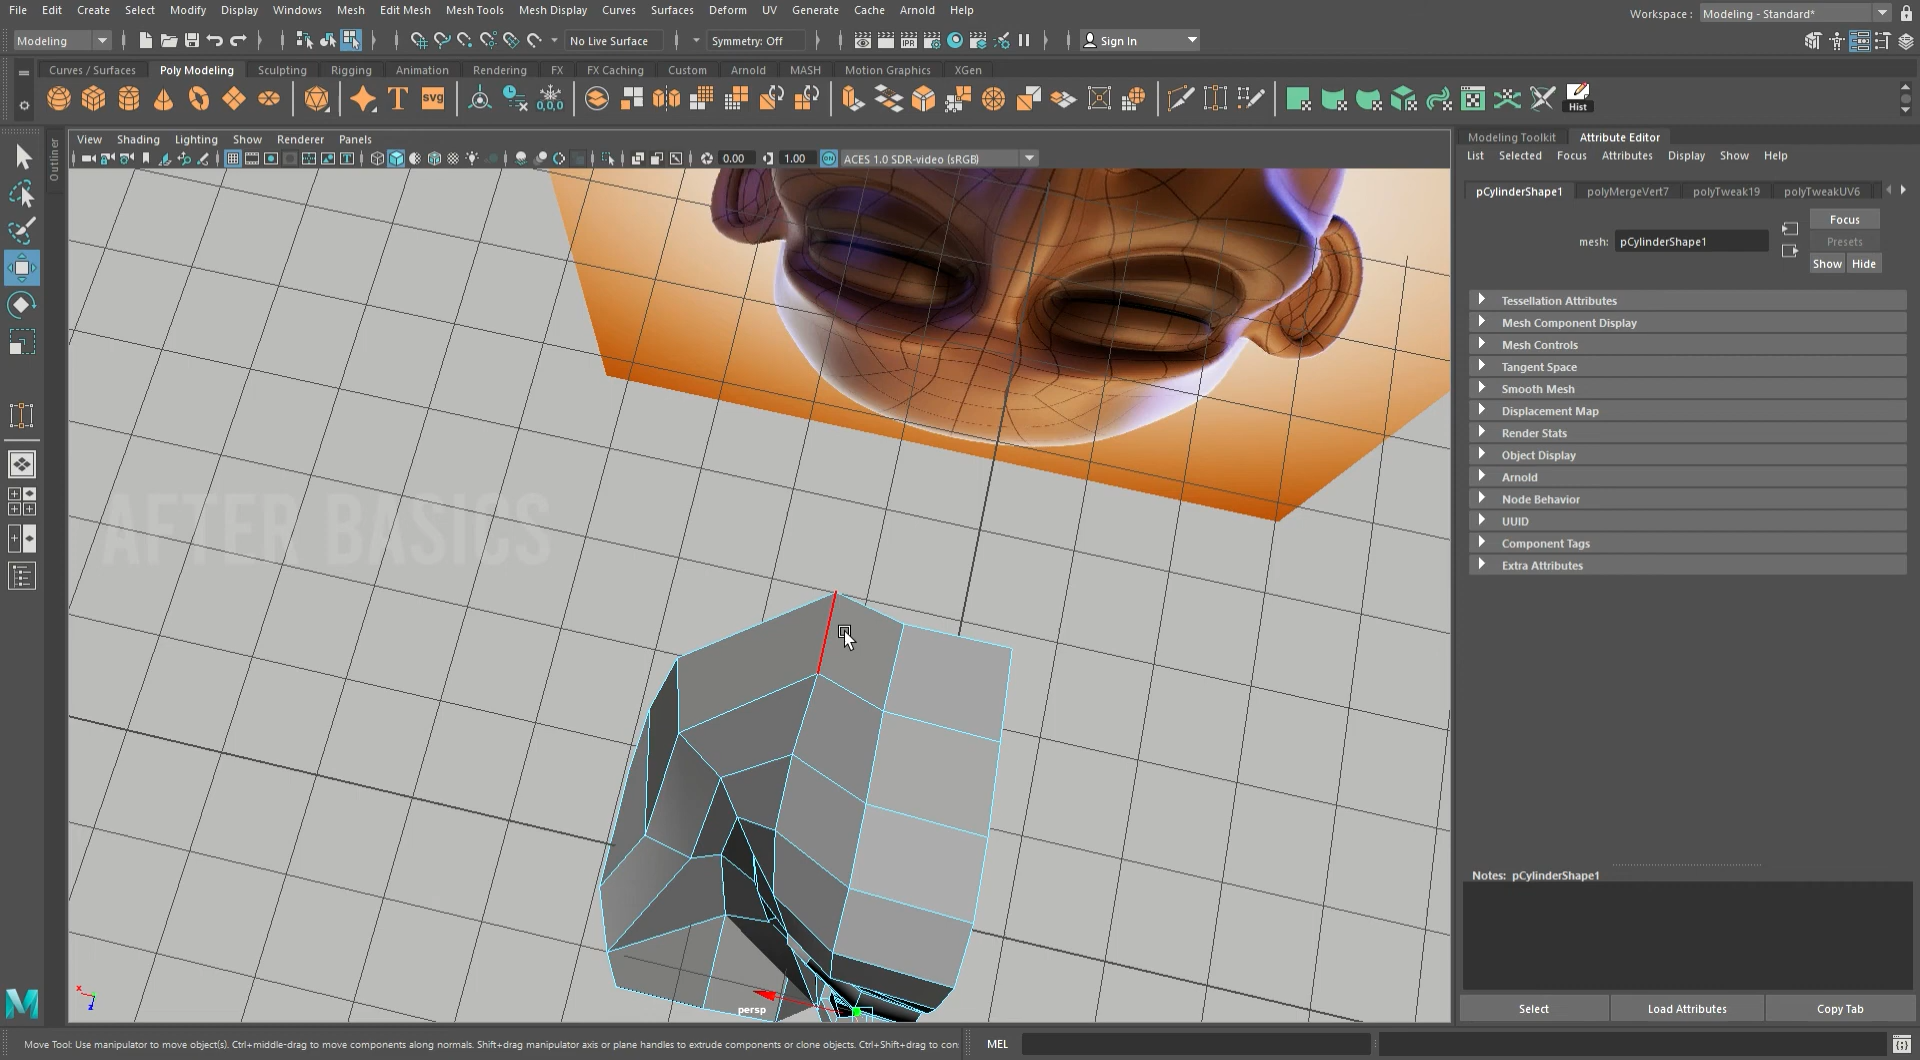 File Edit Create Select Modify Display Windows Mesh Edit Mesh Mesh Tools Mesh Display Curves Surfaces Deform UV Generate Cache Arnold Help
Workspace : Modeling - Standard*
Modeling No Live Surface Symmetry: Off IPR Sign In
Curves / Surfaces Poly Modeling Sculpting Rigging Animation Rendering FX FX Caching Custom Arnold MASH Motion Graphics XGen
T SVG 0,0,0 Hist
Outliner
View Shading Lighting Show Renderer Panels
0.00 1.00 ON ACES 1.0 SDR-video (sRGB)
AFTER BASICS
x
z
persp
Modeling Toolkit Attribute Editor
List Selected Focus Attributes Display Show Help
pCylinderShape1 polyMergeVert7 polyTweak19 polyTweakUV6
Focus
mesh: pCylinderShape1
Presets
Show Hide
Tessellation Attributes
Mesh Component Display
Mesh Controls
Tangent Space
Smooth Mesh
Displacement Map
Render Stats
Object Display
Arnold
Node Behavior
UUID
Component Tags
Extra Attributes
Notes: pCylinderShape1
Select Load Attributes Copy Tab
M
Move Tool: Use manipulator to move object(s). Ctrl+middle-drag to move components along normals. Shift+drag manipulator axis or plane handles to extrude components or clone objects. Ctrl+Shift+drag to con
MEL